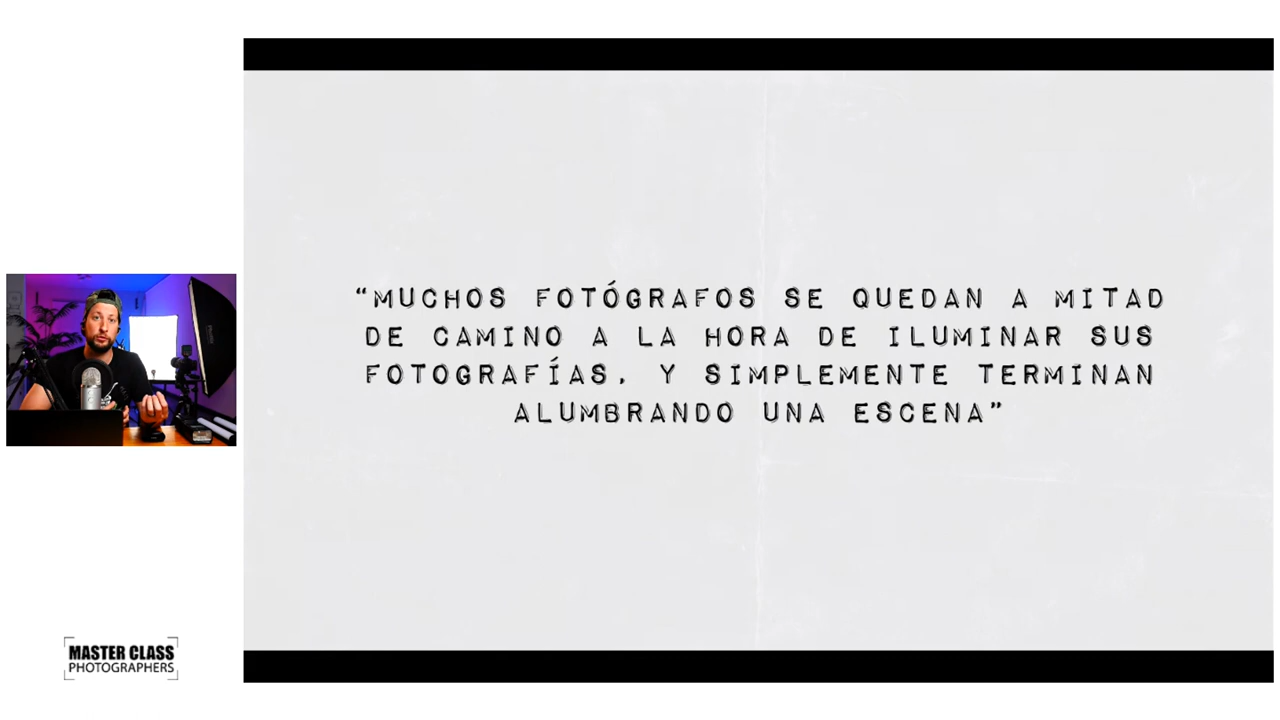 “MUCHOS FOTÓGRAFOS SE QUEDAN A MITAD
DE CAMINO A LA HORA DE ILUMINAR SUS
FOTOGRAFÍAS, Y SIMPLEMENTE TERMINAN
ALUMBRANDO UNA ESCENA”
MASTER CLASS
PHOTOGRAPHERS